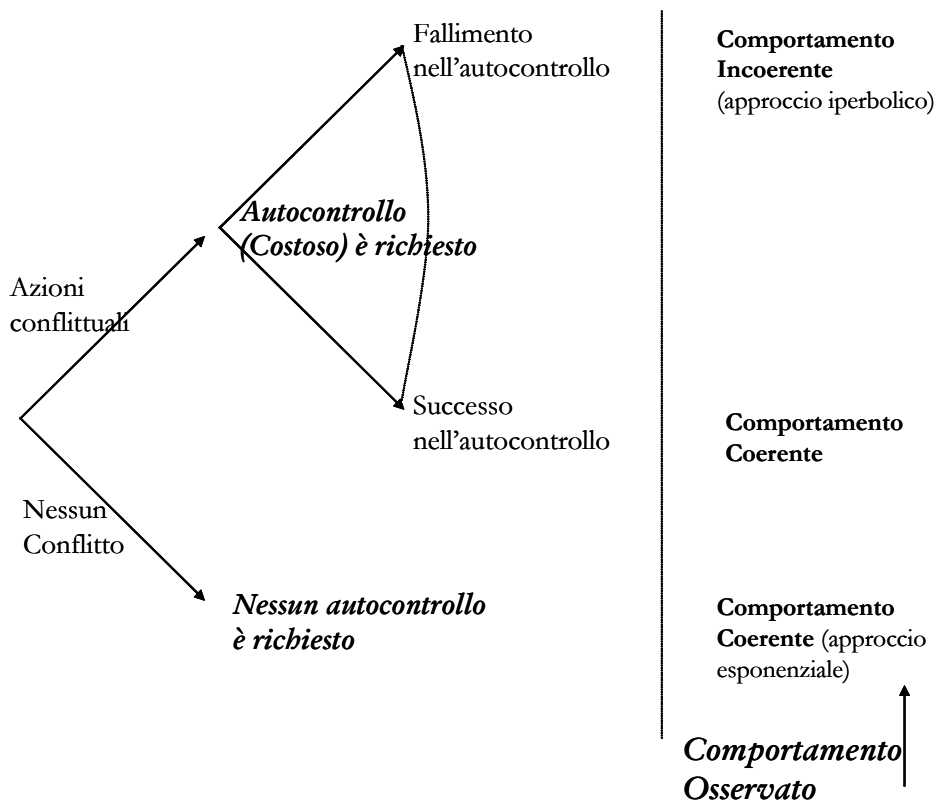 Fallimento
nell'autocontrollo
Comportamento
Incoerente
(approccio iperbolico)
Autocontrollo
(Costoso) è richiesto
Azioni
conflittuali
Successo
nell'autocontrollo
Comportamento
Coerente
Nessun
Conflitto
Nessun autocontrollo
è richiesto
Comportamento
Coerente (approccio
esponenziale)
Comportamento
Osservato